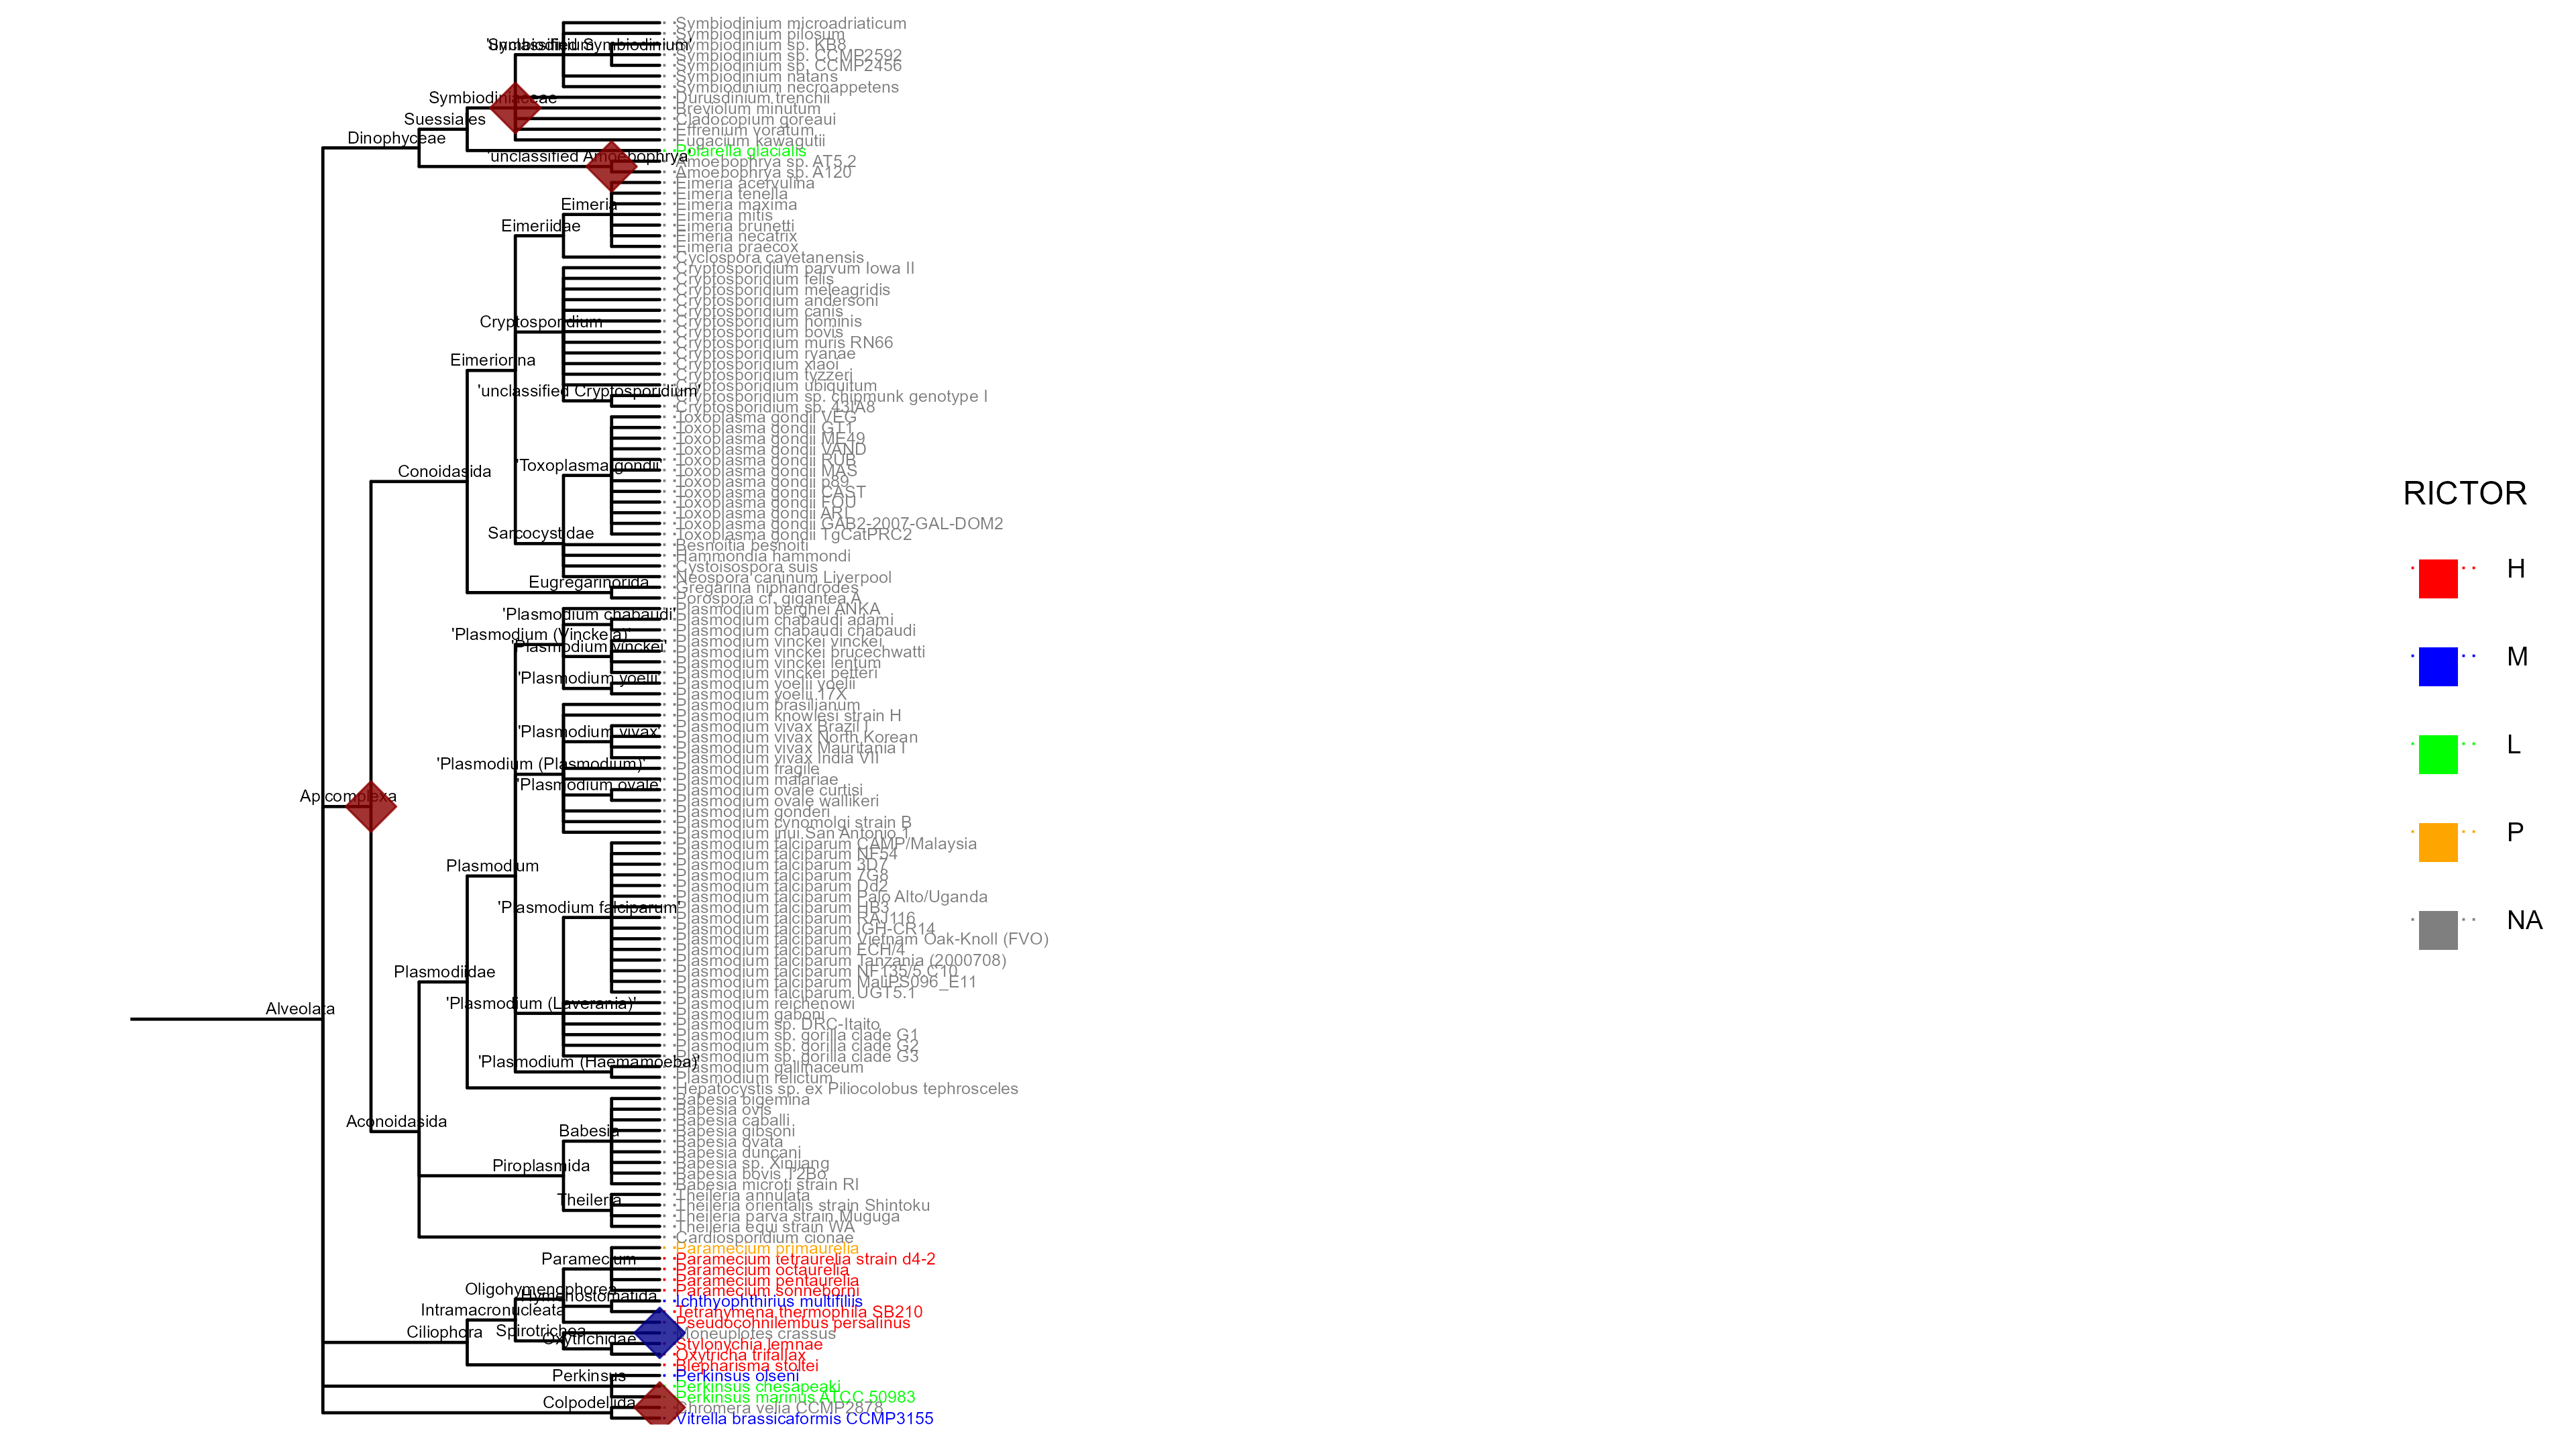 Symbiodinium microadriaticum
Symbiodinium pilosum
'unclassified Symbiodinium'
Symbiodinium
Symbiodinium sp. KB8
Symbiodinium sp. CCMP2592
Symbiodinium sp. CCMP2456
Symbiodinium natans
Symbiodinium necroappetens
Symbiodiniaceae
Durusdinium trenchii
Breviolum minutum
Suessiales
Cladocopium goreaui
Effrenium voratum
Dinophyceae
Fugacium kawagutii
Polarella glacialis
'unclassified Amoebophrya'
Amoebophrya sp. AT5.2
Amoebophrya sp. A120
Eimeria acervulina
Eimeria tenella
Eimeria
Eimeria maxima
Eimeria mitis
Eimeriidae
Eimeria brunetti
Eimeria necatrix
Eimeria praecox
Cyclospora cayetanensis
Cryptosporidium parvum Iowa II
Cryptosporidium felis
Cryptosporidium meleagridis
Cryptosporidium andersoni
Cryptosporidium canis
Cryptosporidium
Cryptosporidium hominis
Cryptosporidium bovis
Cryptosporidium muris RN66
Cryptosporidium ryanae
Eimeriorina
Cryptosporidium xiaoi
Cryptosporidium tyzzeri
Cryptosporidium ubiquitum
'unclassified Cryptosporidium'
Cryptosporidium sp. chipmunk genotype I
Cryptosporidium sp. 43IA8
Toxoplasma gondii VEG
Toxoplasma gondii GT1
Toxoplasma gondii ME49
Toxoplasma gondii VAND
Toxoplasma gondii RUB
'Toxoplasma gondii'
Conoidasida
Toxoplasma gondii MAS
Toxoplasma gondii p89
Toxoplasma gondii CAST
Toxoplasma gondii FOU
Toxoplasma gondii ARI
Toxoplasma gondii GAB2-2007-GAL-DOM2
Sarcocystidae
Toxoplasma gondii TgCatPRC2
Besnoitia besnoiti
Hammondia hammondi
Cystoisospora suis
Neospora caninum Liverpool
Eugregarinorida
Gregarina niphandrodes
Porospora cf. gigantea A
Plasmodium berghei ANKA
'Plasmodium chabaudi'
Plasmodium chabaudi adami
Plasmodium chabaudi chabaudi
'Plasmodium (Vinckeia)'
Plasmodium vinckei vinckei
'Plasmodium vinckei'
Plasmodium vinckei brucechwatti
Plasmodium vinckei lentum
Plasmodium vinckei petteri
'Plasmodium yoelii'
Plasmodium yoelii yoelii
Plasmodium yoelii 17X
Plasmodium brasilianum
Plasmodium knowlesi strain H
Plasmodium vivax Brazil I
'Plasmodium vivax'
Plasmodium vivax North Korean
Plasmodium vivax Mauritania I
Plasmodium vivax India VII
'Plasmodium (Plasmodium)'
Plasmodium fragile
Plasmodium malariae
'Plasmodium ovale'
Plasmodium ovale curtisi
Plasmodium ovale wallikeri
Apicomplexa
Plasmodium gonderi
Plasmodium cynomolgi strain B
Plasmodium inui San Antonio 1
Plasmodium falciparum CAMP/Malaysia
Plasmodium falciparum NF54
Plasmodium
Plasmodium falciparum 3D7
Plasmodium falciparum 7G8
Plasmodium falciparum Dd2
Plasmodium falciparum Palo Alto/Uganda
'Plasmodium falciparum'
Plasmodium falciparum HB3
Plasmodium falciparum RAJ116
Plasmodium falciparum IGH-CR14
Plasmodium falciparum Vietnam Oak-Knoll (FVO)
Plasmodium falciparum FCH/4
Plasmodium falciparum Tanzania (2000708)
Plasmodiidae
Plasmodium falciparum NF135/5.C10
Plasmodium falciparum MaliPS096_E11
Plasmodium falciparum UGT5.1
'Plasmodium (Laverania)'
Plasmodium reichenowi
Alveolata
Plasmodium gaboni
Plasmodium sp. DRC-Itaito
Plasmodium sp. gorilla clade G1
Plasmodium sp. gorilla clade G2
Plasmodium sp. gorilla clade G3
'Plasmodium (Haemamoeba)'
Plasmodium gallinaceum
Plasmodium relictum
Hepatocystis sp. ex Piliocolobus tephrosceles
Babesia bigemina
Babesia ovis
Aconoidasida
Babesia caballi
Babesia
Babesia gibsoni
Babesia ovata
Babesia duncani
Piroplasmida
Babesia sp. Xinjiang
Babesia bovis T2Bo
Babesia microti strain RI
Theileria
Theileria annulata
Theileria orientalis strain Shintoku
Theileria parva strain Muguga
Theileria equi strain WA
Cardiosporidium cionae
Paramecium primaurelia
Paramecium
Paramecium tetraurelia strain d4-2
Paramecium octaurelia
Paramecium pentaurelia
Oligohymenophorea
Paramecium sonneborni
Hymenostomatida
Ichthyophthirius multifiliis
Intramacronucleata
Tetrahymena thermophila SB210
Pseudocohnilembus persalinus
Ciliophora
Spirotrichea
Moneuplotes crassus
Oxytrichidae
Stylonychia lemnae
Oxytricha trifallax
Blepharisma stoltei
Perkinsus
Perkinsus olseni
Perkinsus chesapeaki
Perkinsus marinus ATCC 50983
Colpodellida
Chromera velia CCMP2878
Vitrella brassicaformis CCMP3155
RICTOR
H
M
L
P
NA